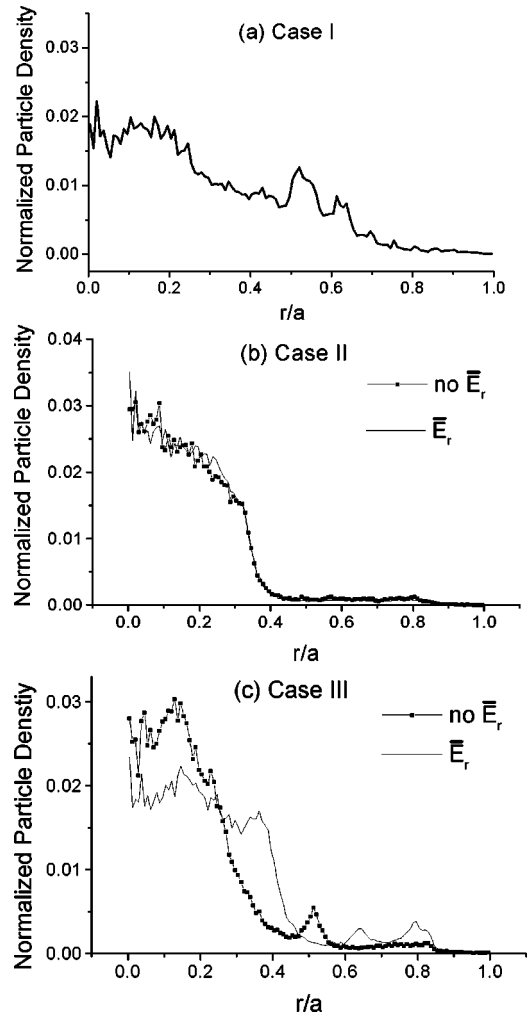 (a) Case I
Normalized Particle Density
0.03
0.02
0.01
0.00
0.0 0.2 0.4 0.6 0.8 1.0
r/a
(b) Case II
no E̅r
E̅r
Normalized Particle Density
0.04
0.03
0.02
0.01
0.00
0.0 0.2 0.4 0.6 0.8 1.0
r/a
(c) Case III
no E̅r
E̅r
Normalized Particle Denstiy
0.03
0.02
0.01
0.00
0.0 0.2 0.4 0.6 0.8 1.0
r/a